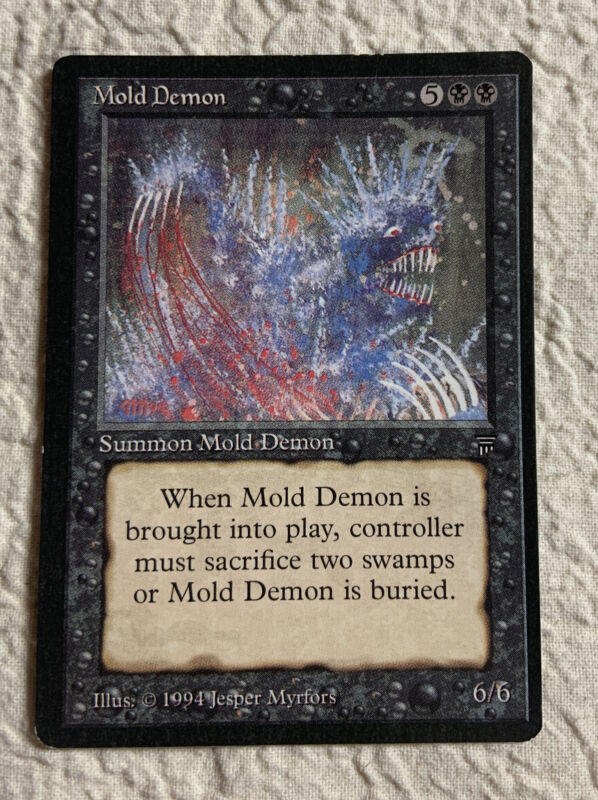 Mold Demon 5
Summon Mold Demon
When Mold Demon is
brought into play, controller
must sacrifice two swamps
or Mold Demon is buried.
Illus. © 1994 Jesper Myrfors
6/6